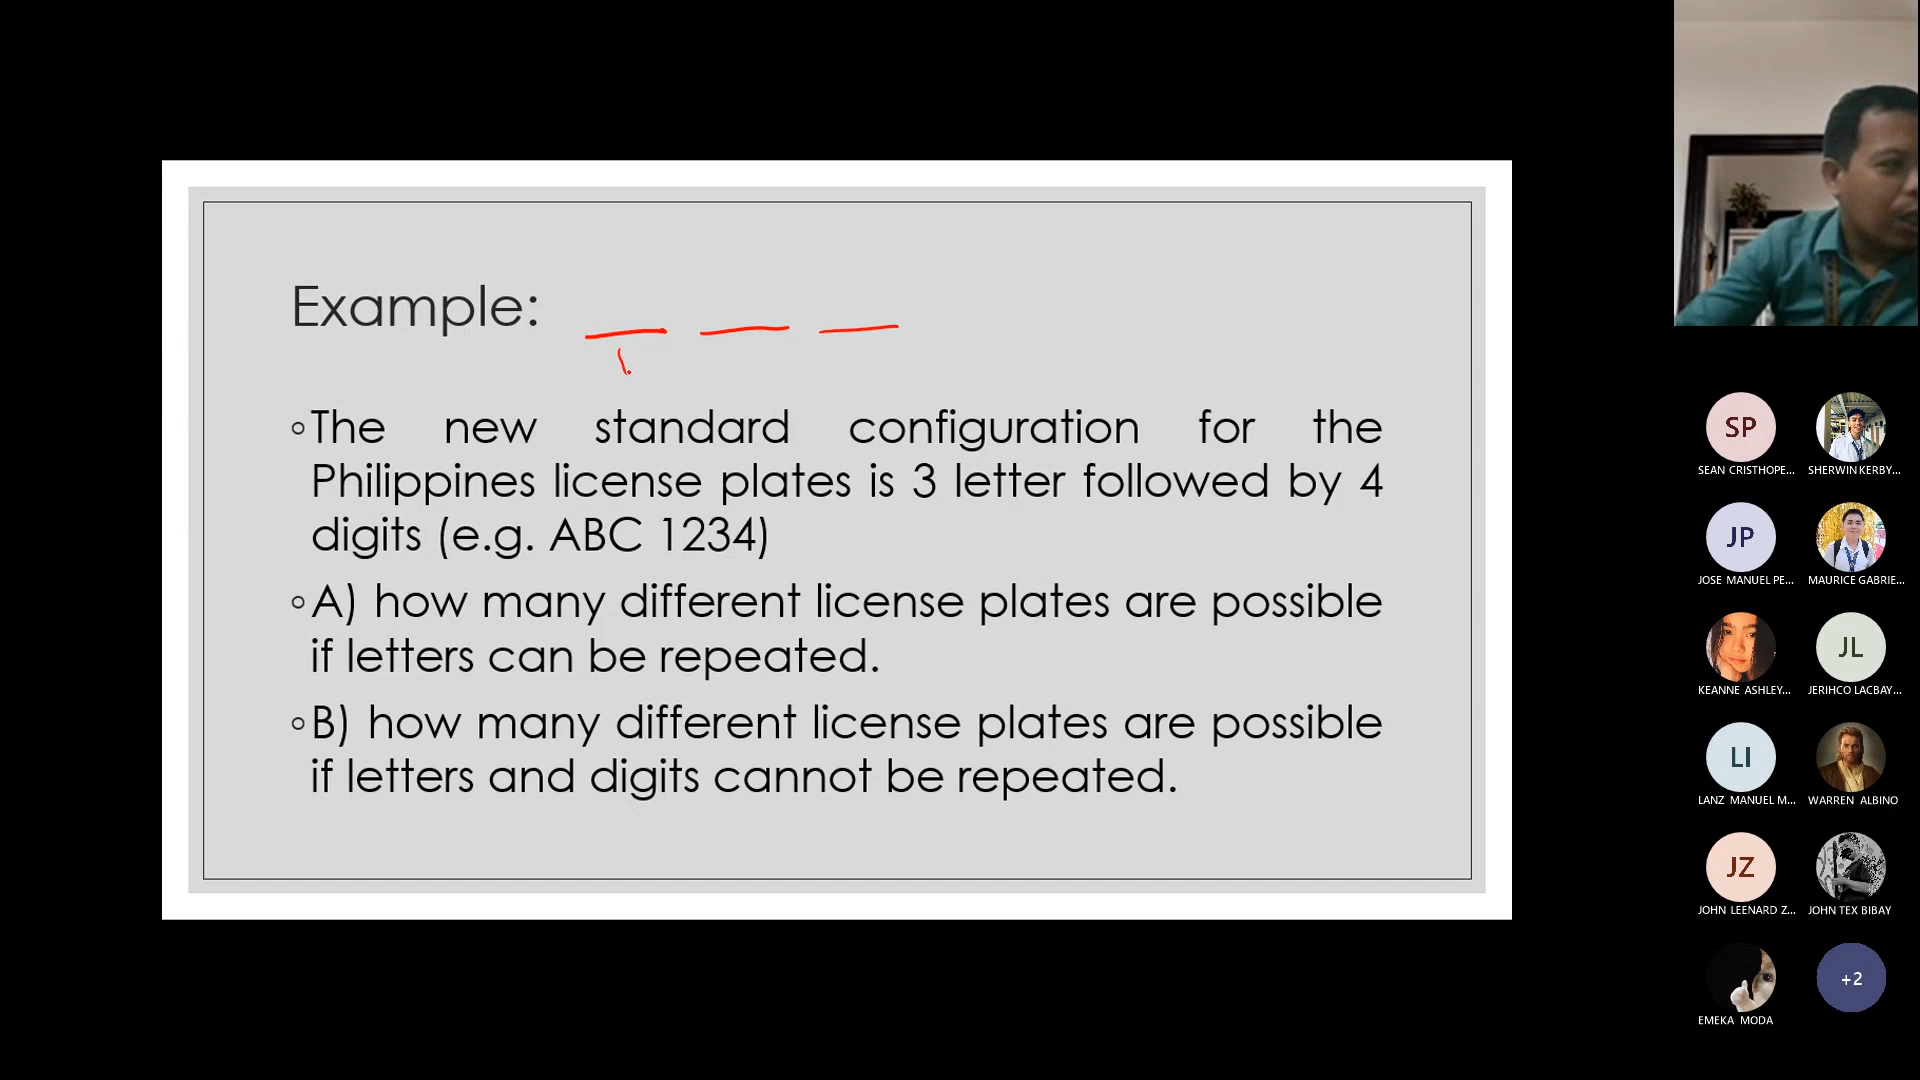 Example:
◦The new standard configuration for the
Philippines license plates is 3 letter followed by 4
digits (e.g. ABC 1234)
◦A) how many different license plates are possible
if letters can be repeated.
◦B) how many different license plates are possible
if letters and digits cannot be repeated.
SP
SEAN CRISTHOPE...
SHERWIN KERBY...
JP
JOSE MANUEL PE...
MAURICE GABRIE...
KEANNE ASHLEY...
JL
JERIHCO LACBAY...
LI
LANZ MANUEL M...
WARREN ALBINO
JZ
JOHN LEENARD Z...
JOHN TEX BIBAY
EMEKA MODA
+2